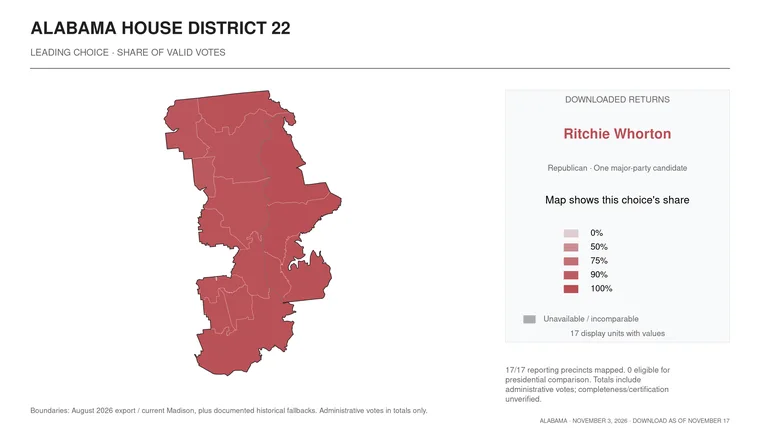 ALABAMA HOUSE DISTRICT 22
LEADING CHOICE · SHARE OF VALID VOTES
DOWNLOADED RETURNS
Ritchie Whorton
Republican · One major-party candidate
Map shows this choice's share
0%
50%
75%
90%
100%
Unavailable / incomparable
17 display units with values
17/17 reporting precincts mapped. 0 eligible for
presidential comparison. Totals include
administrative votes; completeness/certification
unverified.
Boundaries: August 2026 export / current Madison, plus documented historical fallbacks. Administrative votes in totals only.
ALABAMA · NOVEMBER 3, 2026 · DOWNLOAD AS OF NOVEMBER 17